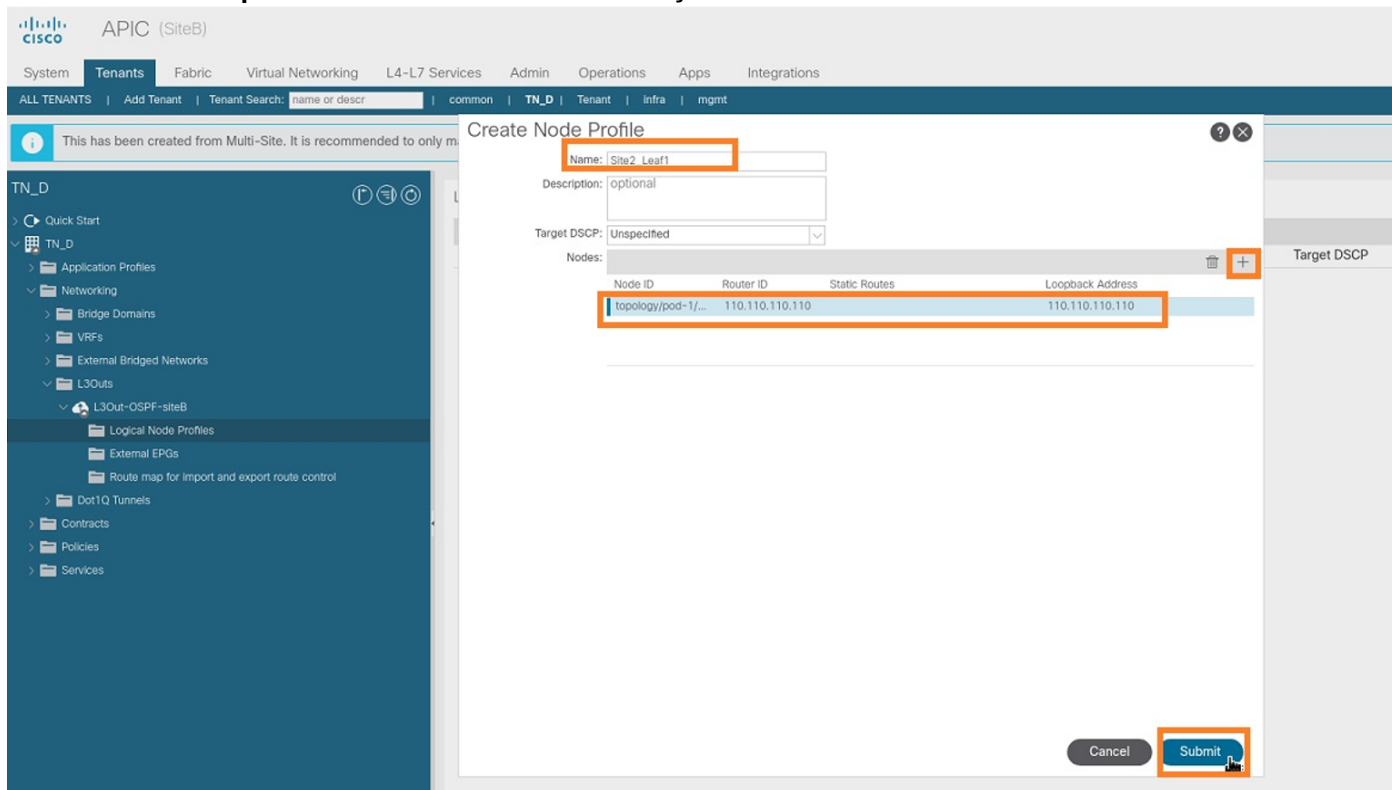 CISCO APIC (SiteB)
System Tenants Fabric Virtual Networking L4-L7 Services Admin Operations Apps Integrations
ALL TENANTS | Add Tenant | Tenant Search: name or descr | common | TN_D | Tenant | infra | mgmt
This has been created from Multi-Site. It is recommended to only m
Create Node Profile
Name: Site2_Leaf1
Description: optional
Target DSCP: Unspecified
Nodes:
Node ID Router ID Static Routes Loopback Address
topology/pod-1/... 110.110.110.110 110.110.110.110
Cancel Submit
Target DSCP
TN_D
Quick Start
TN_D
Application Profiles
Networking
Bridge Domains
VRFs
External Bridged Networks
L3Outs
L3Out-OSPF-siteB
Logical Node Profiles
External EPGs
Route map for import and export route control
Dot1Q Tunnels
Contracts
Policies
Services